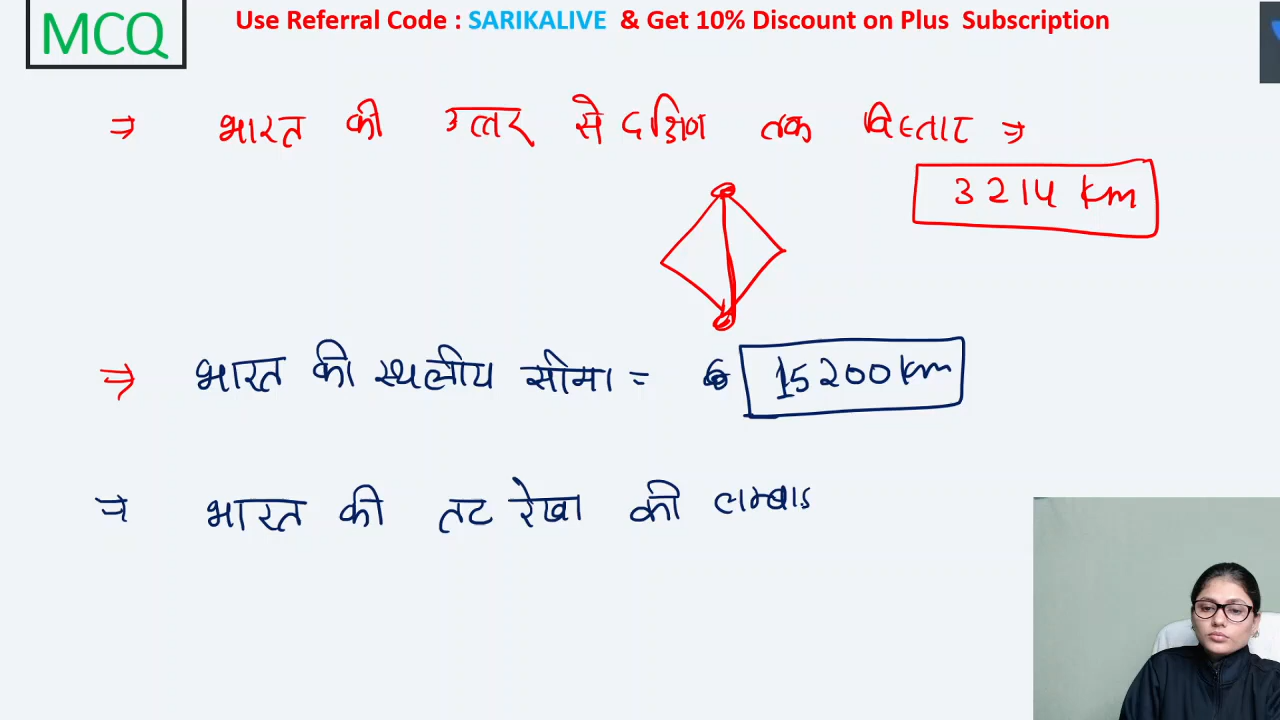 MCQ
Use Referral Code : SARIKALIVE & Get 10% Discount on Plus Subscription
⇒ भारत की उत्तर से दक्षिण तक विस्तार ⇒
3214 km
⇒ भारत की स्थलीय सीमा = 15200 km
⇒ भारत की तट रेखा की लम्बाड